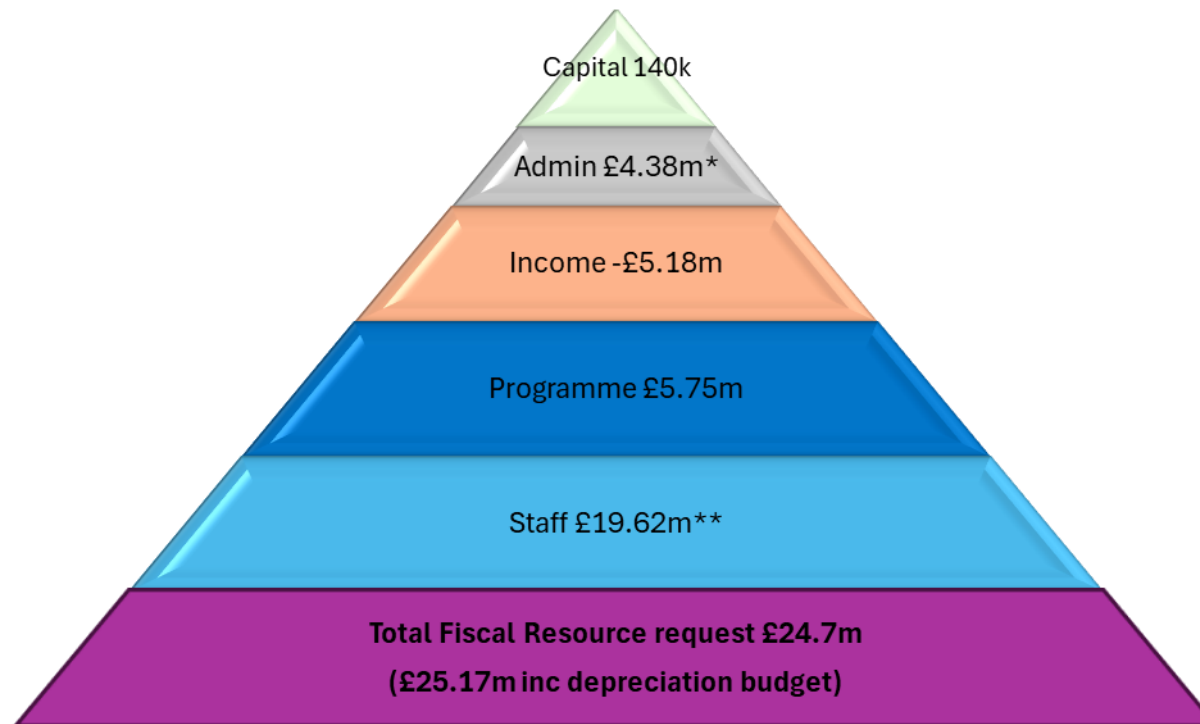 Capital 140k
Admin £4.38m*
Income -£5.18m
Programme £5.75m
Staff £19.62m**
Total Fiscal Resource request £24.7m
(£25.17m inc depreciation budget)